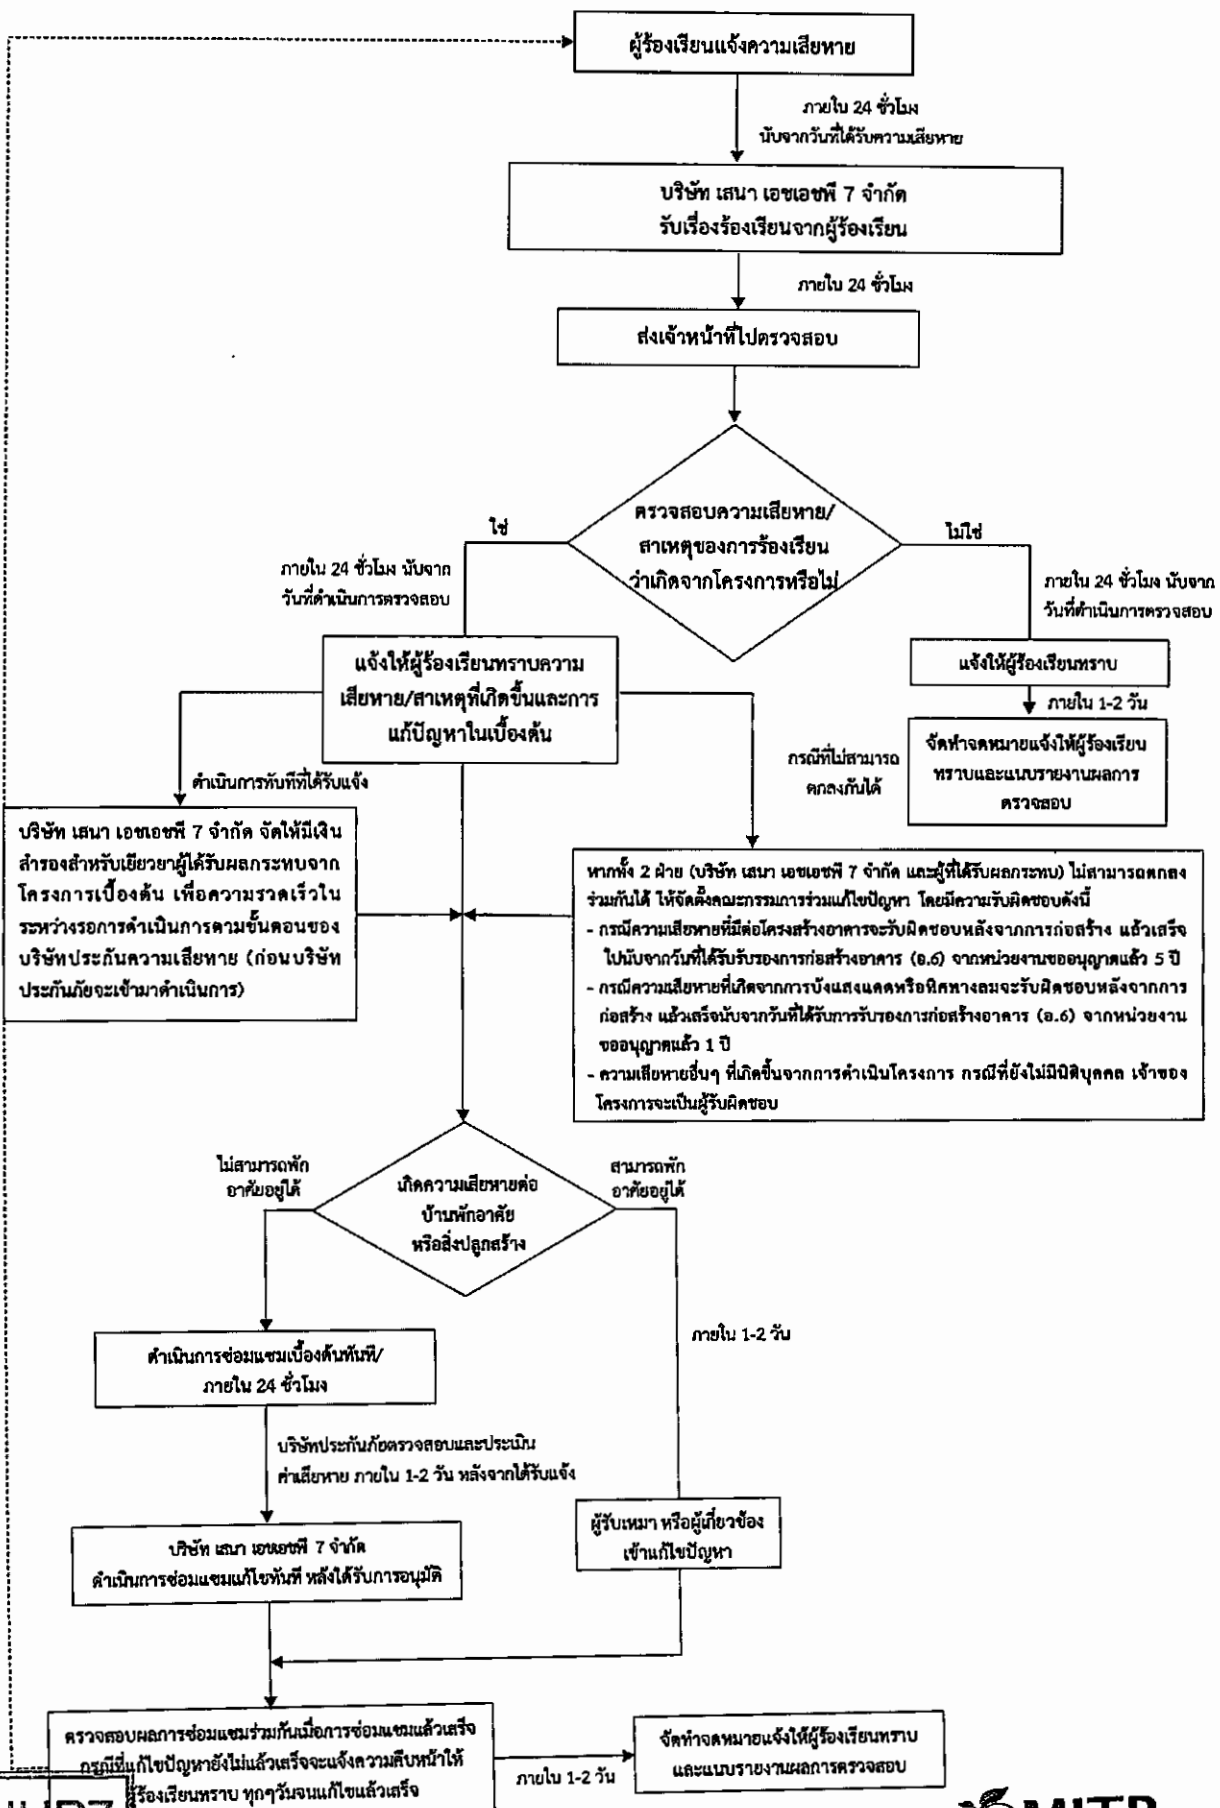 ผู้ร้องเรียนแจ้งความเสียหาย
ภายใน 24 ชั่วโมง
นับจากวันที่ได้รับความเสียหาย
บริษัท เสนา เอชเอชพี 7 จำกัด
รับเรื่องร้องเรียนจากผู้ร้องเรียน
ภายใน 24 ชั่วโมง
ส่งเจ้าหน้าที่ไปตรวจสอบ
ตรวจสอบความเสียหาย/
สาเหตุของการร้องเรียน
ว่าเกิดจากโครงการหรือไม่
ใช่
ไม่ใช่
ภายใน 24 ชั่วโมง นับจาก
วันที่ดำเนินการตรวจสอบ
ภายใน 24 ชั่วโมง นับจาก
วันที่ดำเนินการตรวจสอบ
แจ้งให้ผู้ร้องเรียนทราบความ
เสียหาย/สาเหตุที่เกิดขึ้นและการ
แก้ปัญหาในเบื้องต้น
แจ้งให้ผู้ร้องเรียนทราบ
ภายใน 1-2 วัน
จัดทำจดหมายแจ้งให้ผู้ร้องเรียน
ทราบและแนบรายงานผลการ
ตรวจสอบ
กรณีที่ไม่สามารถ
ตกลงกันได้
ดำเนินการทันทีที่ได้รับแจ้ง
บริษัท เสนา เอชเอชพี 7 จำกัด จัดให้มีเงิน
สำรองสำหรับเยียวยาผู้ได้รับผลกระทบจาก
โครงการเบื้องต้น เพื่อความรวดเร็วใน
ระหว่างรอการดำเนินการตามขั้นตอนของ
บริษัทประกันความเสียหาย (ก่อนบริษัท
ประกันภัยจะเข้ามาดำเนินการ)
หากทั้ง 2 ฝ่าย (บริษัท เสนา เอชเอชพี 7 จำกัด และผู้ที่ได้รับผลกระทบ) ไม่สามารถตกลง
ร่วมกันได้ ให้จัดตั้งคณะกรรมการร่วมแก้ไขปัญหา โดยมีความรับผิดชอบดังนี้
- กรณีความเสียหายที่มีต่อโครงสร้างอาคารจะรับผิดชอบหลังจากการก่อสร้าง แล้วเสร็จ
ไปนับจากวันที่ได้รับรับรองการก่อสร้างอาคาร (อ.6) จากหน่วยงานขออนุญาตแล้ว 5 ปี
- กรณีความเสียหายที่เกิดจากการบังแสงแดดหรือทิศทางลมจะรับผิดชอบหลังจากการ
ก่อสร้าง แล้วเสร็จนับจากวันที่ได้รับการรับรองการก่อสร้างอาคาร (อ.6) จากหน่วยงาน
ขออนุญาตแล้ว 1 ปี
- ความเสียหายอื่นๆ ที่เกิดขึ้นจากการดำเนินโครงการ กรณีที่ยังไม่มีนิติบุคคล เจ้าของ
โครงการจะเป็นผู้รับผิดชอบ
ไม่สามารถพัก
อาศัยอยู่ได้
สามารถพัก
อาศัยอยู่ได้
เกิดความเสียหายต่อ
บ้านพักอาศัย
หรือสิ่งปลูกสร้าง
ภายใน 1-2 วัน
ดำเนินการซ่อมแซมเบื้องต้นทันที/
ภายใน 24 ชั่วโมง
บริษัทประกันภัยตรวจสอบและประเมิน
ค่าเสียหาย ภายใน 1-2 วัน หลังจากได้รับแจ้ง
บริษัท เสนา เอชเอชพี 7 จำกัด
ดำเนินการซ่อมแซมแก้ไขทันที หลังได้รับการอนุมัติ
ผู้รับเหมา หรือผู้เกี่ยวข้อง
เข้าแก้ไขปัญหา
ตรวจสอบผลการซ่อมแซมร่วมกันเมื่อการซ่อมแซมแล้วเสร็จ
กรณีที่แก้ไขปัญหายังไม่แล้วเสร็จจะแจ้งความคืบหน้าให้
ผู้ร้องเรียนทราบ ทุกๆวันจนแก้ไขแล้วเสร็จ
ภายใน 1-2 วัน
จัดทำจดหมายแจ้งให้ผู้ร้องเรียนทราบ
และแนบรายงานผลการตรวจสอบ